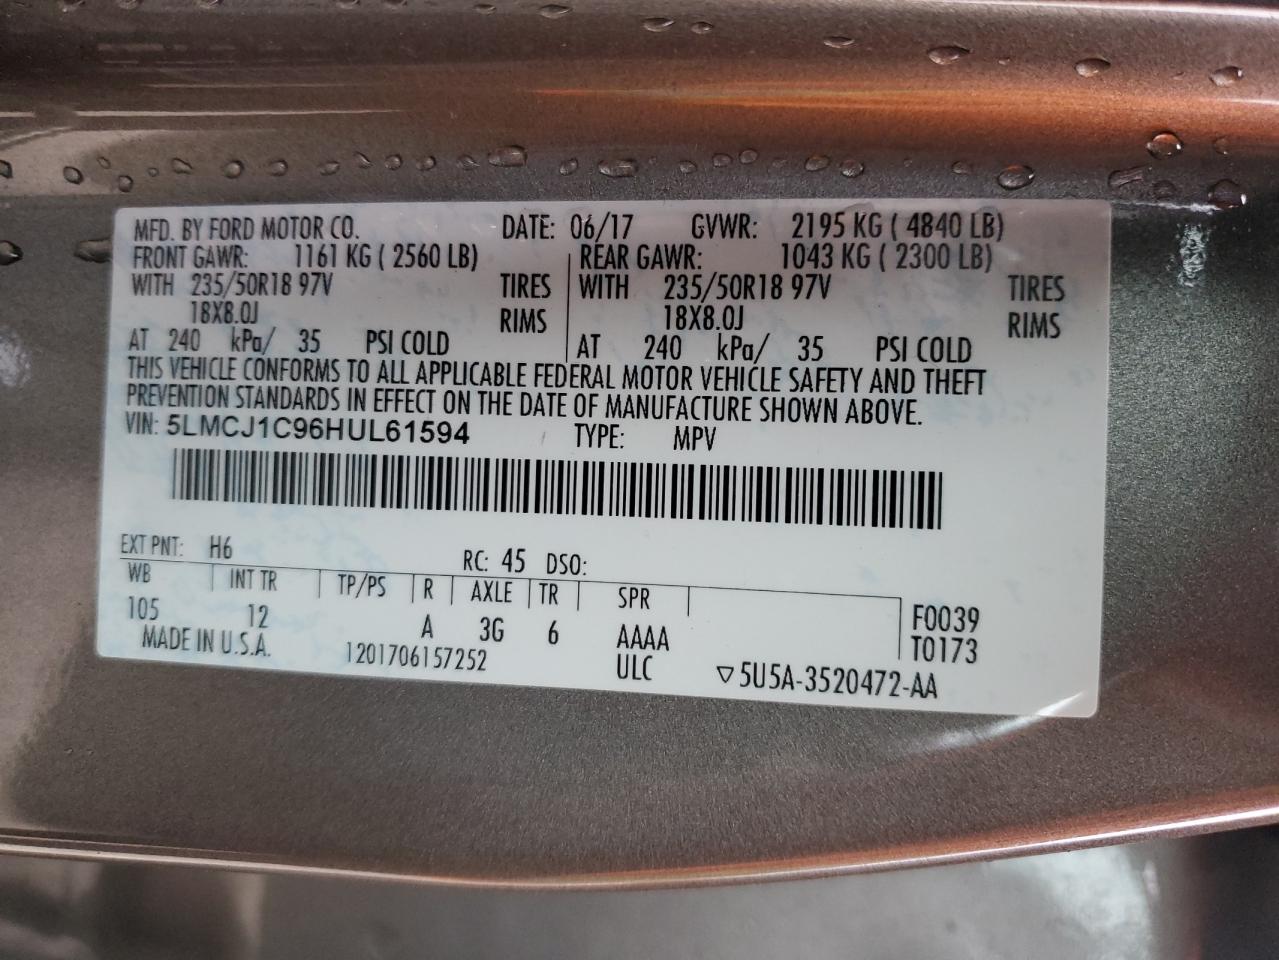 MFD. BY FORD MOTOR CO. DATE: 06/17 GVWR: 2195 KG ( 4840 LB)
FRONT GAWR: 1161 KG ( 2560 LB) REAR GAWR: 1043 KG ( 2300 LB)
WITH 235/50R18 97V TIRES WITH 235/50R18 97V TIRES
18X8.0J RIMS 18X8.0J RIMS
AT 240 kPa/ 35 PSI COLD AT 240 kPa/ 35 PSI COLD
THIS VEHICLE CONFORMS TO ALL APPLICABLE FEDERAL MOTOR VEHICLE SAFETY AND THEFT
PREVENTION STANDARDS IN EFFECT ON THE DATE OF MANUFACTURE SHOWN ABOVE.
VIN: 5LMCJ1C96HUL61594 TYPE: MPV
EXT PNT: H6 RC: 45 DSO:
WB INT TR TP/PS R AXLE TR SPR F0039
105 12 A 3G 6 AAAA T0173
MADE IN U.S.A. 1201706157252 ULC ▽5U5A-3520472-AA